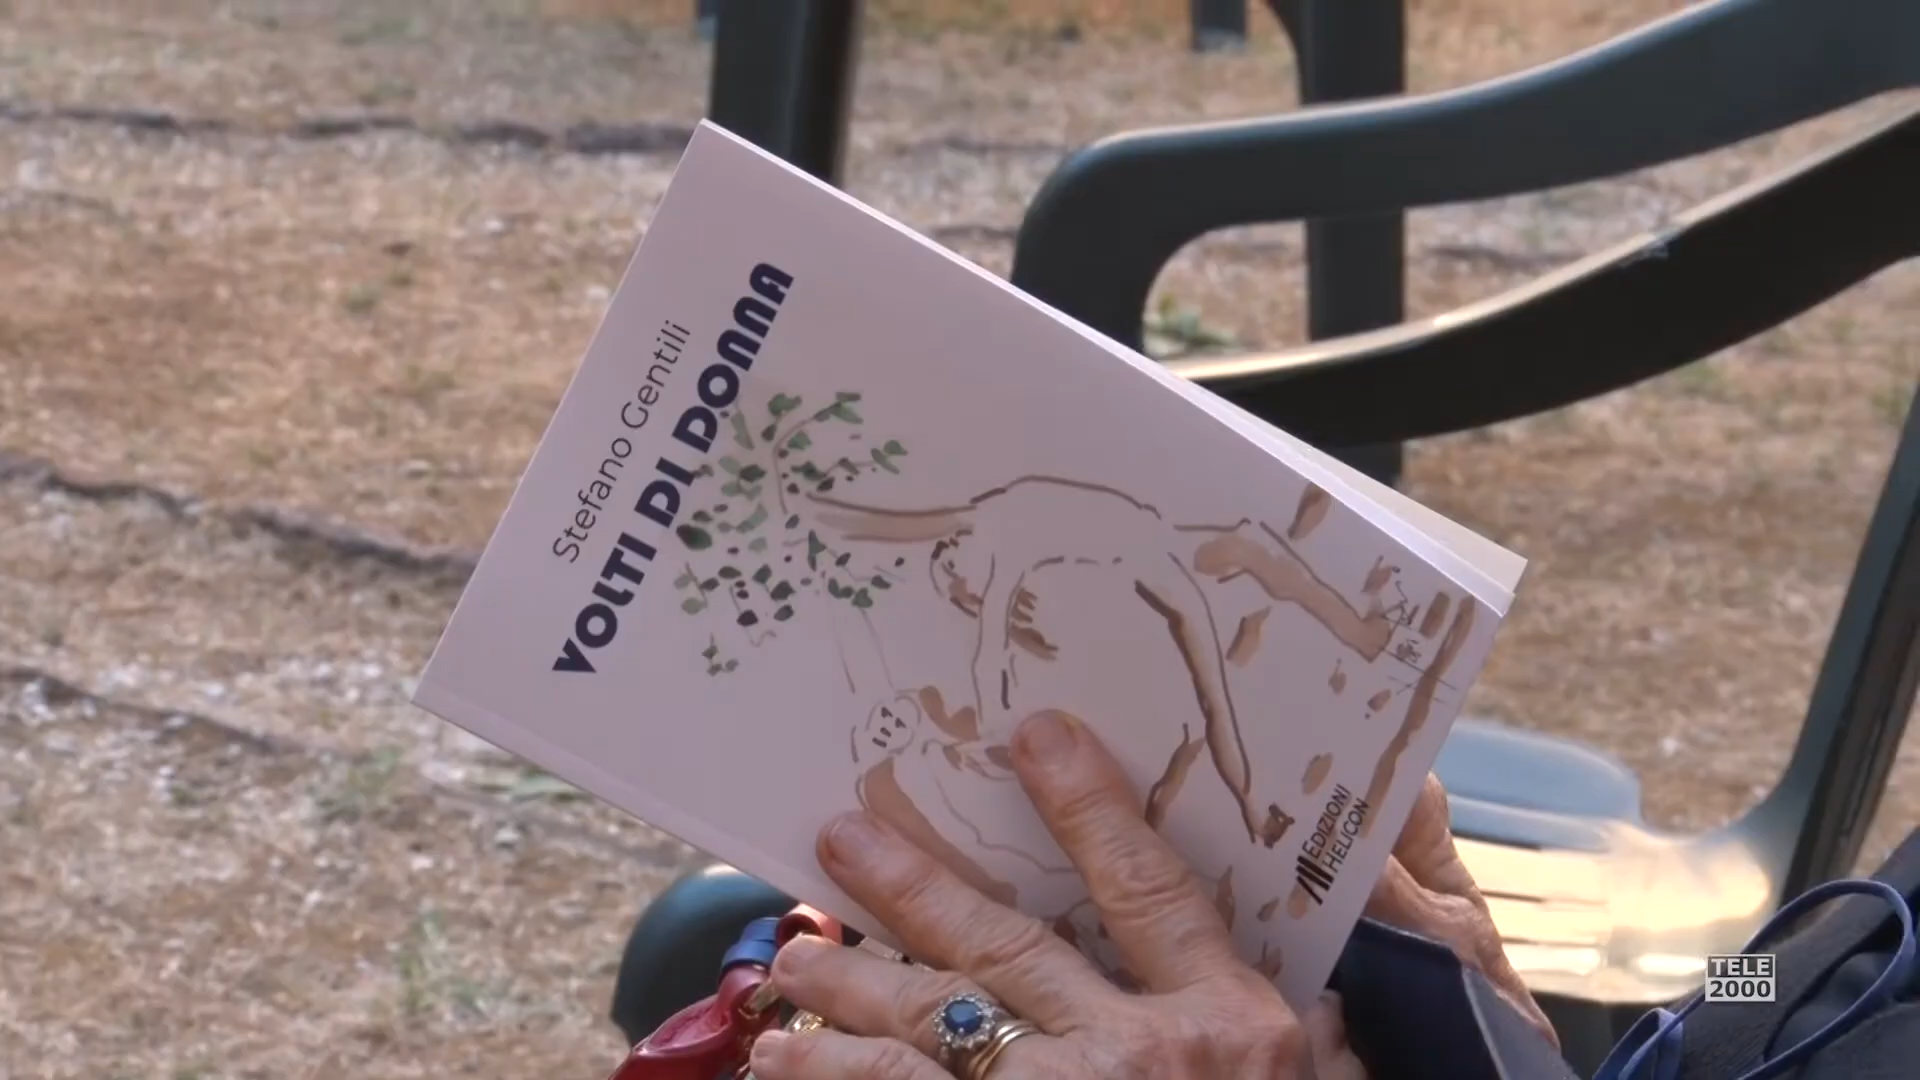 Stefano Gentili
VOLTI DI DONNA
EDIZIONI
HELICON
TELE
2000